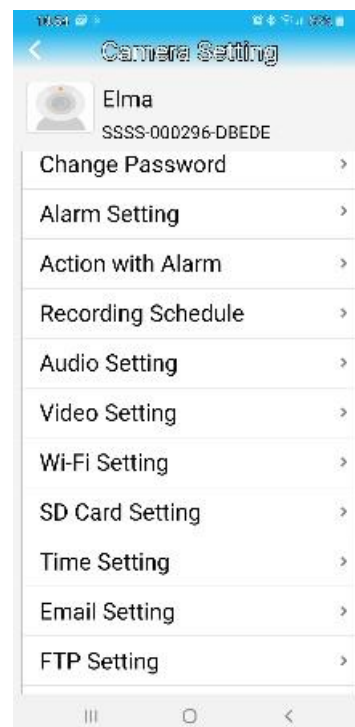 Camera Setting
Elma
SSSS-000296-DBEDE
Change Password
Alarm Setting
Action with Alarm
Recording Schedule
Audio Setting
Video Setting
Wi-Fi Setting
SD Card Setting
Time Setting
Email Setting
FTP Setting